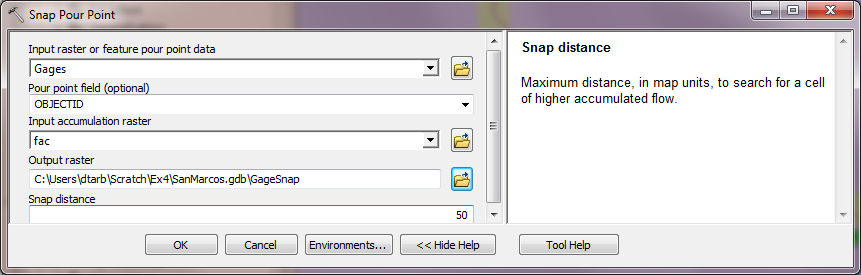 Snap Pour Point
Input raster or feature pour point data
Gages
Pour point field (optional)
OBJECTID
Input accumulation raster
fac
Output raster
C:\Users\dtarb\Scratch\Ex4\SanMarcos.gdb\GageSnap
Snap distance
50
Snap distance
Maximum distance, in map units, to search for a cell
of higher accumulated flow.
OK
Cancel
Environments...
<< Hide Help
Tool Help